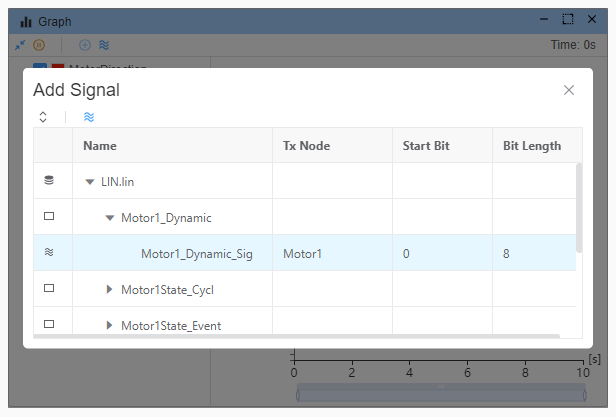 Graph
Time: 0s
MotorDirection
Add Signal
Name Tx Node Start Bit Bit Length
LIN.lin
Motor1_Dynamic
Motor1_Dynamic_Sig Motor1 0 8
Motor1State_Cycl
Motor1State_Event
[s]
0 2 4 6 8 10